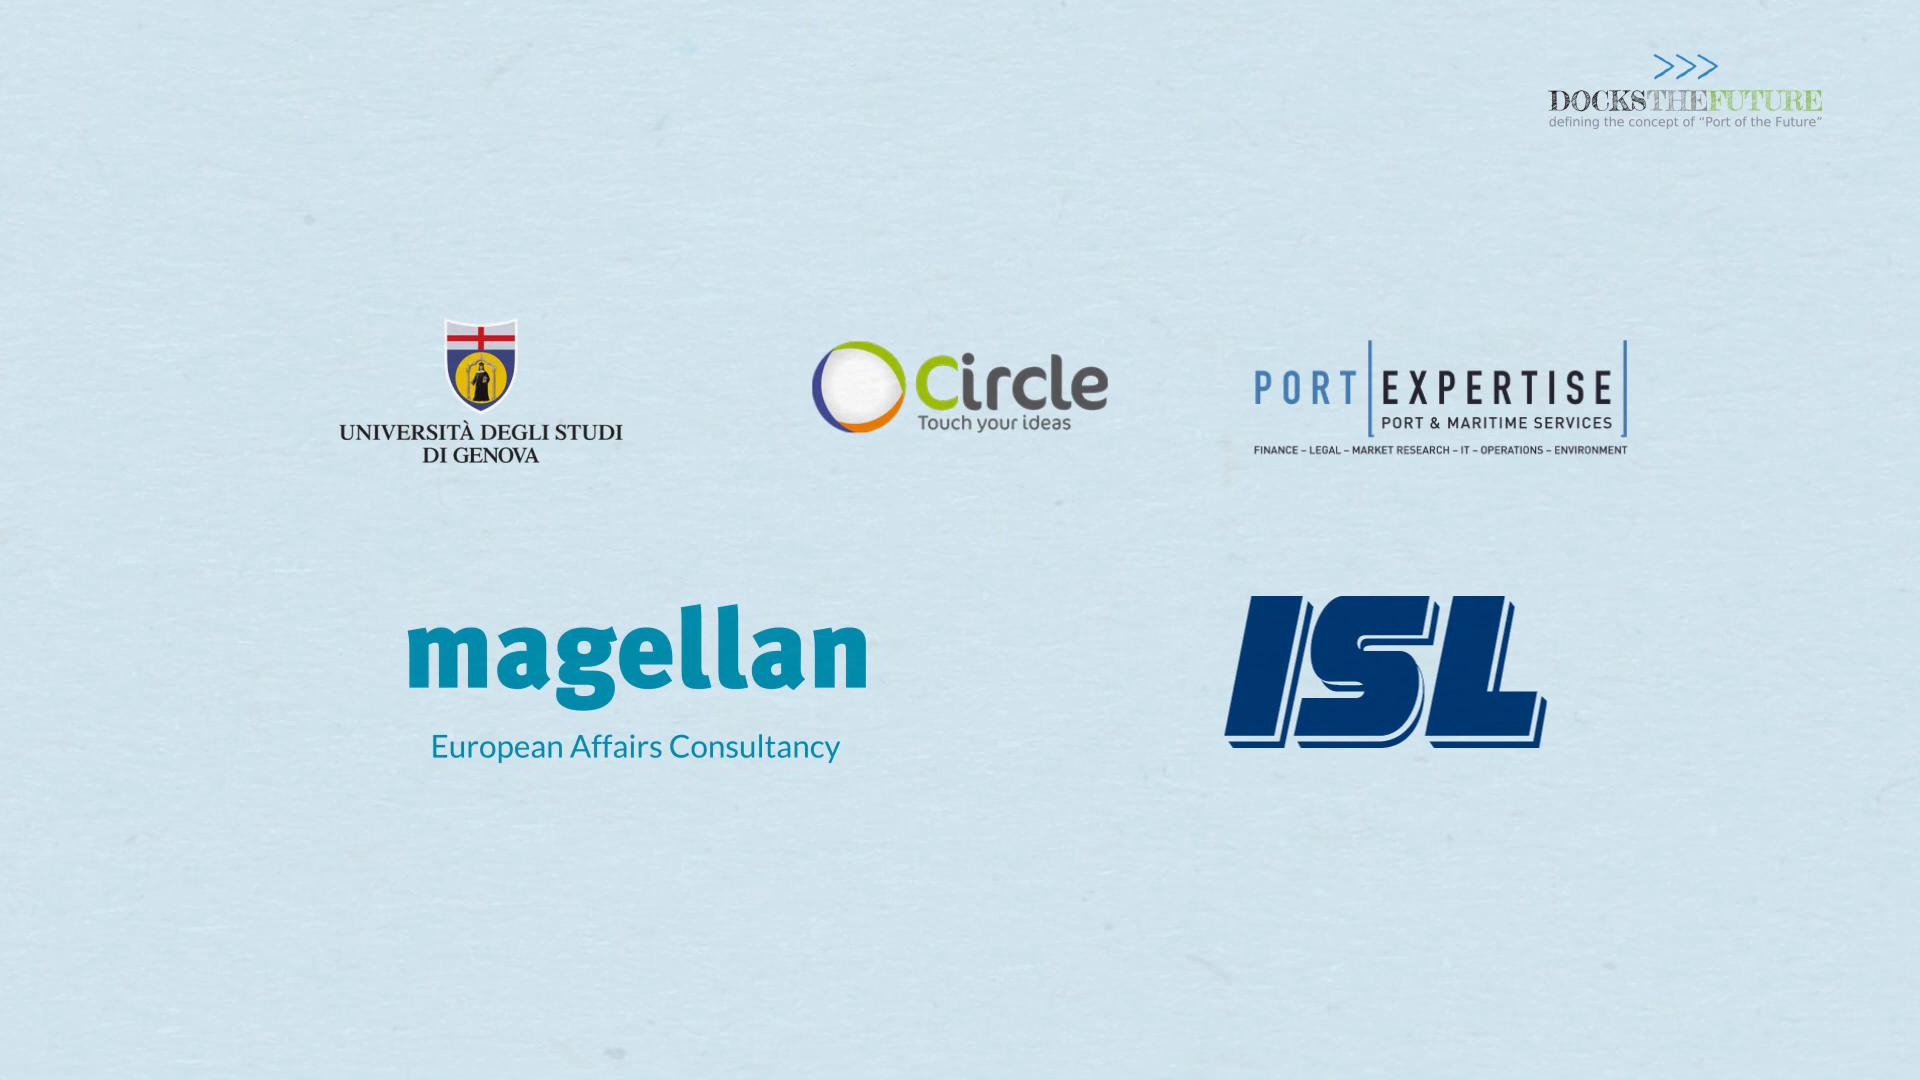 >>>
DOCKSTHEFUTURE
defining the concept of “Port of the Future”
UNIVERSITÀ DEGLI STUDI
DI GENOVA
Circle
Touch your ideas
PORT EXPERTISE
PORT & MARITIME SERVICES
FINANCE – LEGAL – MARKET RESEARCH – IT – OPERATIONS – ENVIRONMENT
magellan
European Affairs Consultancy
ISL